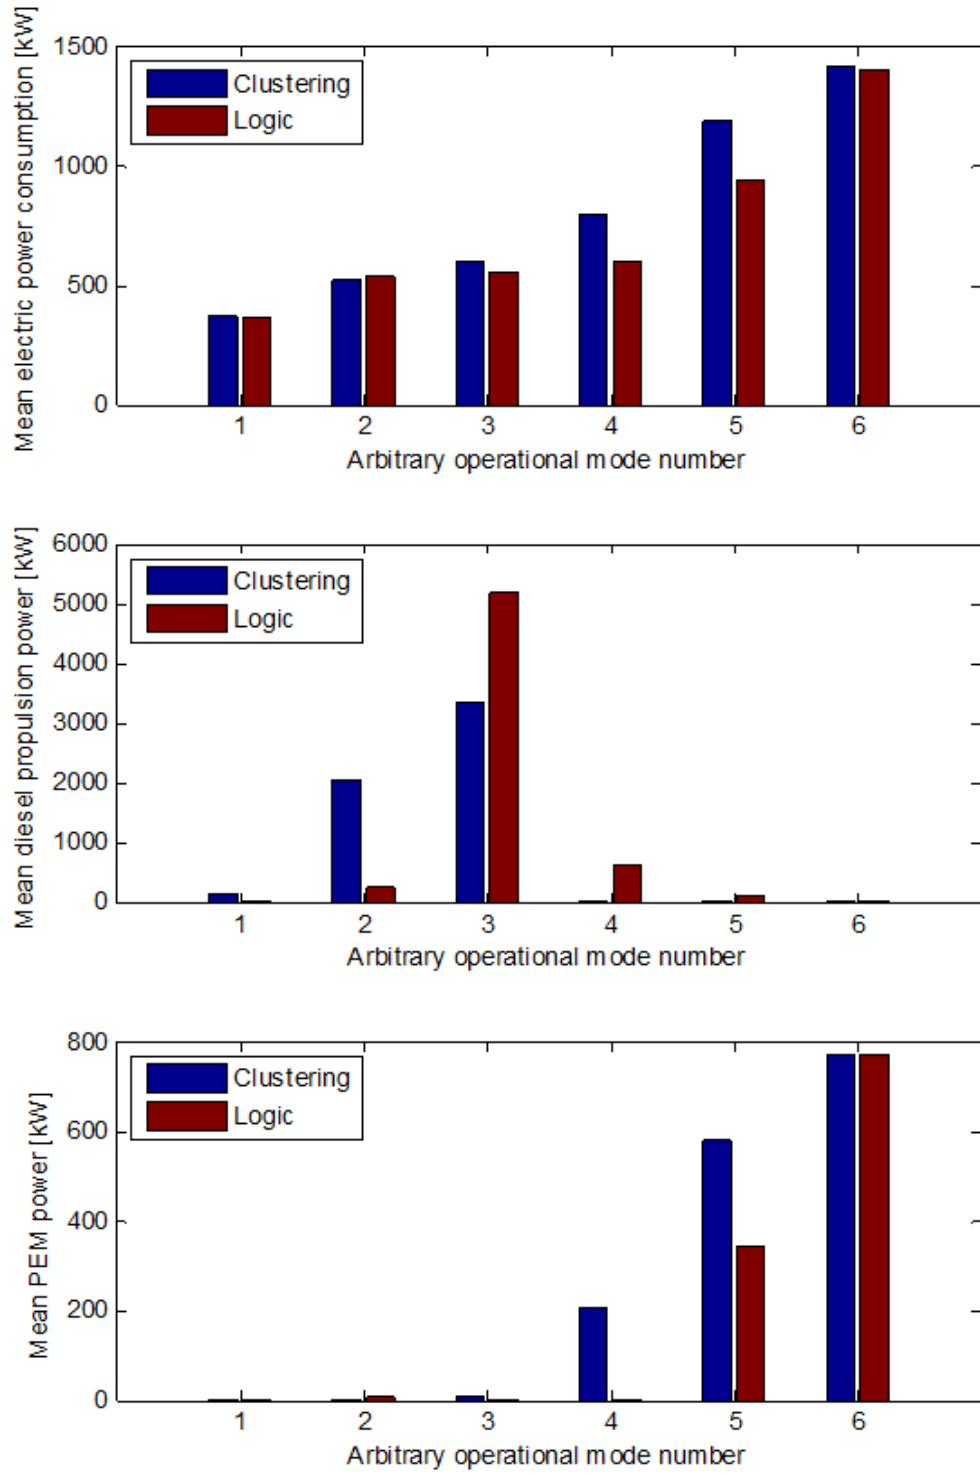 Mean electric power consumption [kW]
1500
1000
500
0
Clustering
Logic
1 2 3 4 5 6
Arbitrary operational mode number
Mean diesel propulsion power [kW]
6000
5000
4000
3000
2000
1000
0
Clustering
Logic
1 2 3 4 5 6
Arbitrary operational mode number
Mean PEM power [kW]
800
600
400
200
0
Clustering
Logic
1 2 3 4 5 6
Arbitrary operational mode number